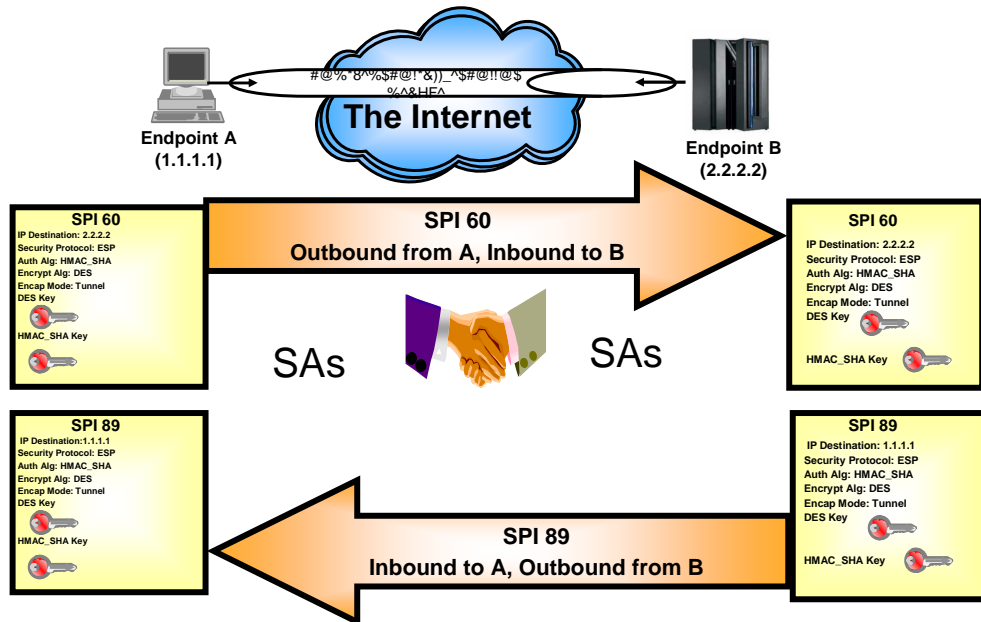 #@%*8^%$#@!*&))_^$#@!!@$
%^&HF^
The Internet
Endpoint A
(1.1.1.1)
Endpoint B
(2.2.2.2)
SPI 60
IP Destination: 2.2.2.2
Security Protocol: ESP
Auth Alg: HMAC_SHA
Encrypt Alg: DES
Encap Mode: Tunnel
DES Key
HMAC_SHA Key
SPI 60
Outbound from A, Inbound to B
SPI 60
IP Destination: 2.2.2.2
Security Protocol: ESP
Auth Alg: HMAC_SHA
Encrypt Alg: DES
Encap Mode: Tunnel
DES Key
HMAC_SHA Key
SAs
SAs
SPI 89
IP Destination:1.1.1.1
Security Protocol: ESP
Auth Alg: HMAC_SHA
Encrypt Alg: DES
Encap Mode: Tunnel
DES Key
HMAC_SHA Key
SPI 89
Inbound to A, Outbound from B
SPI 89
IP Destination: 1.1.1.1
Security Protocol: ESP
Auth Alg: HMAC_SHA
Encrypt Alg: DES
Encap Mode: Tunnel
DES Key
HMAC_SHA Key